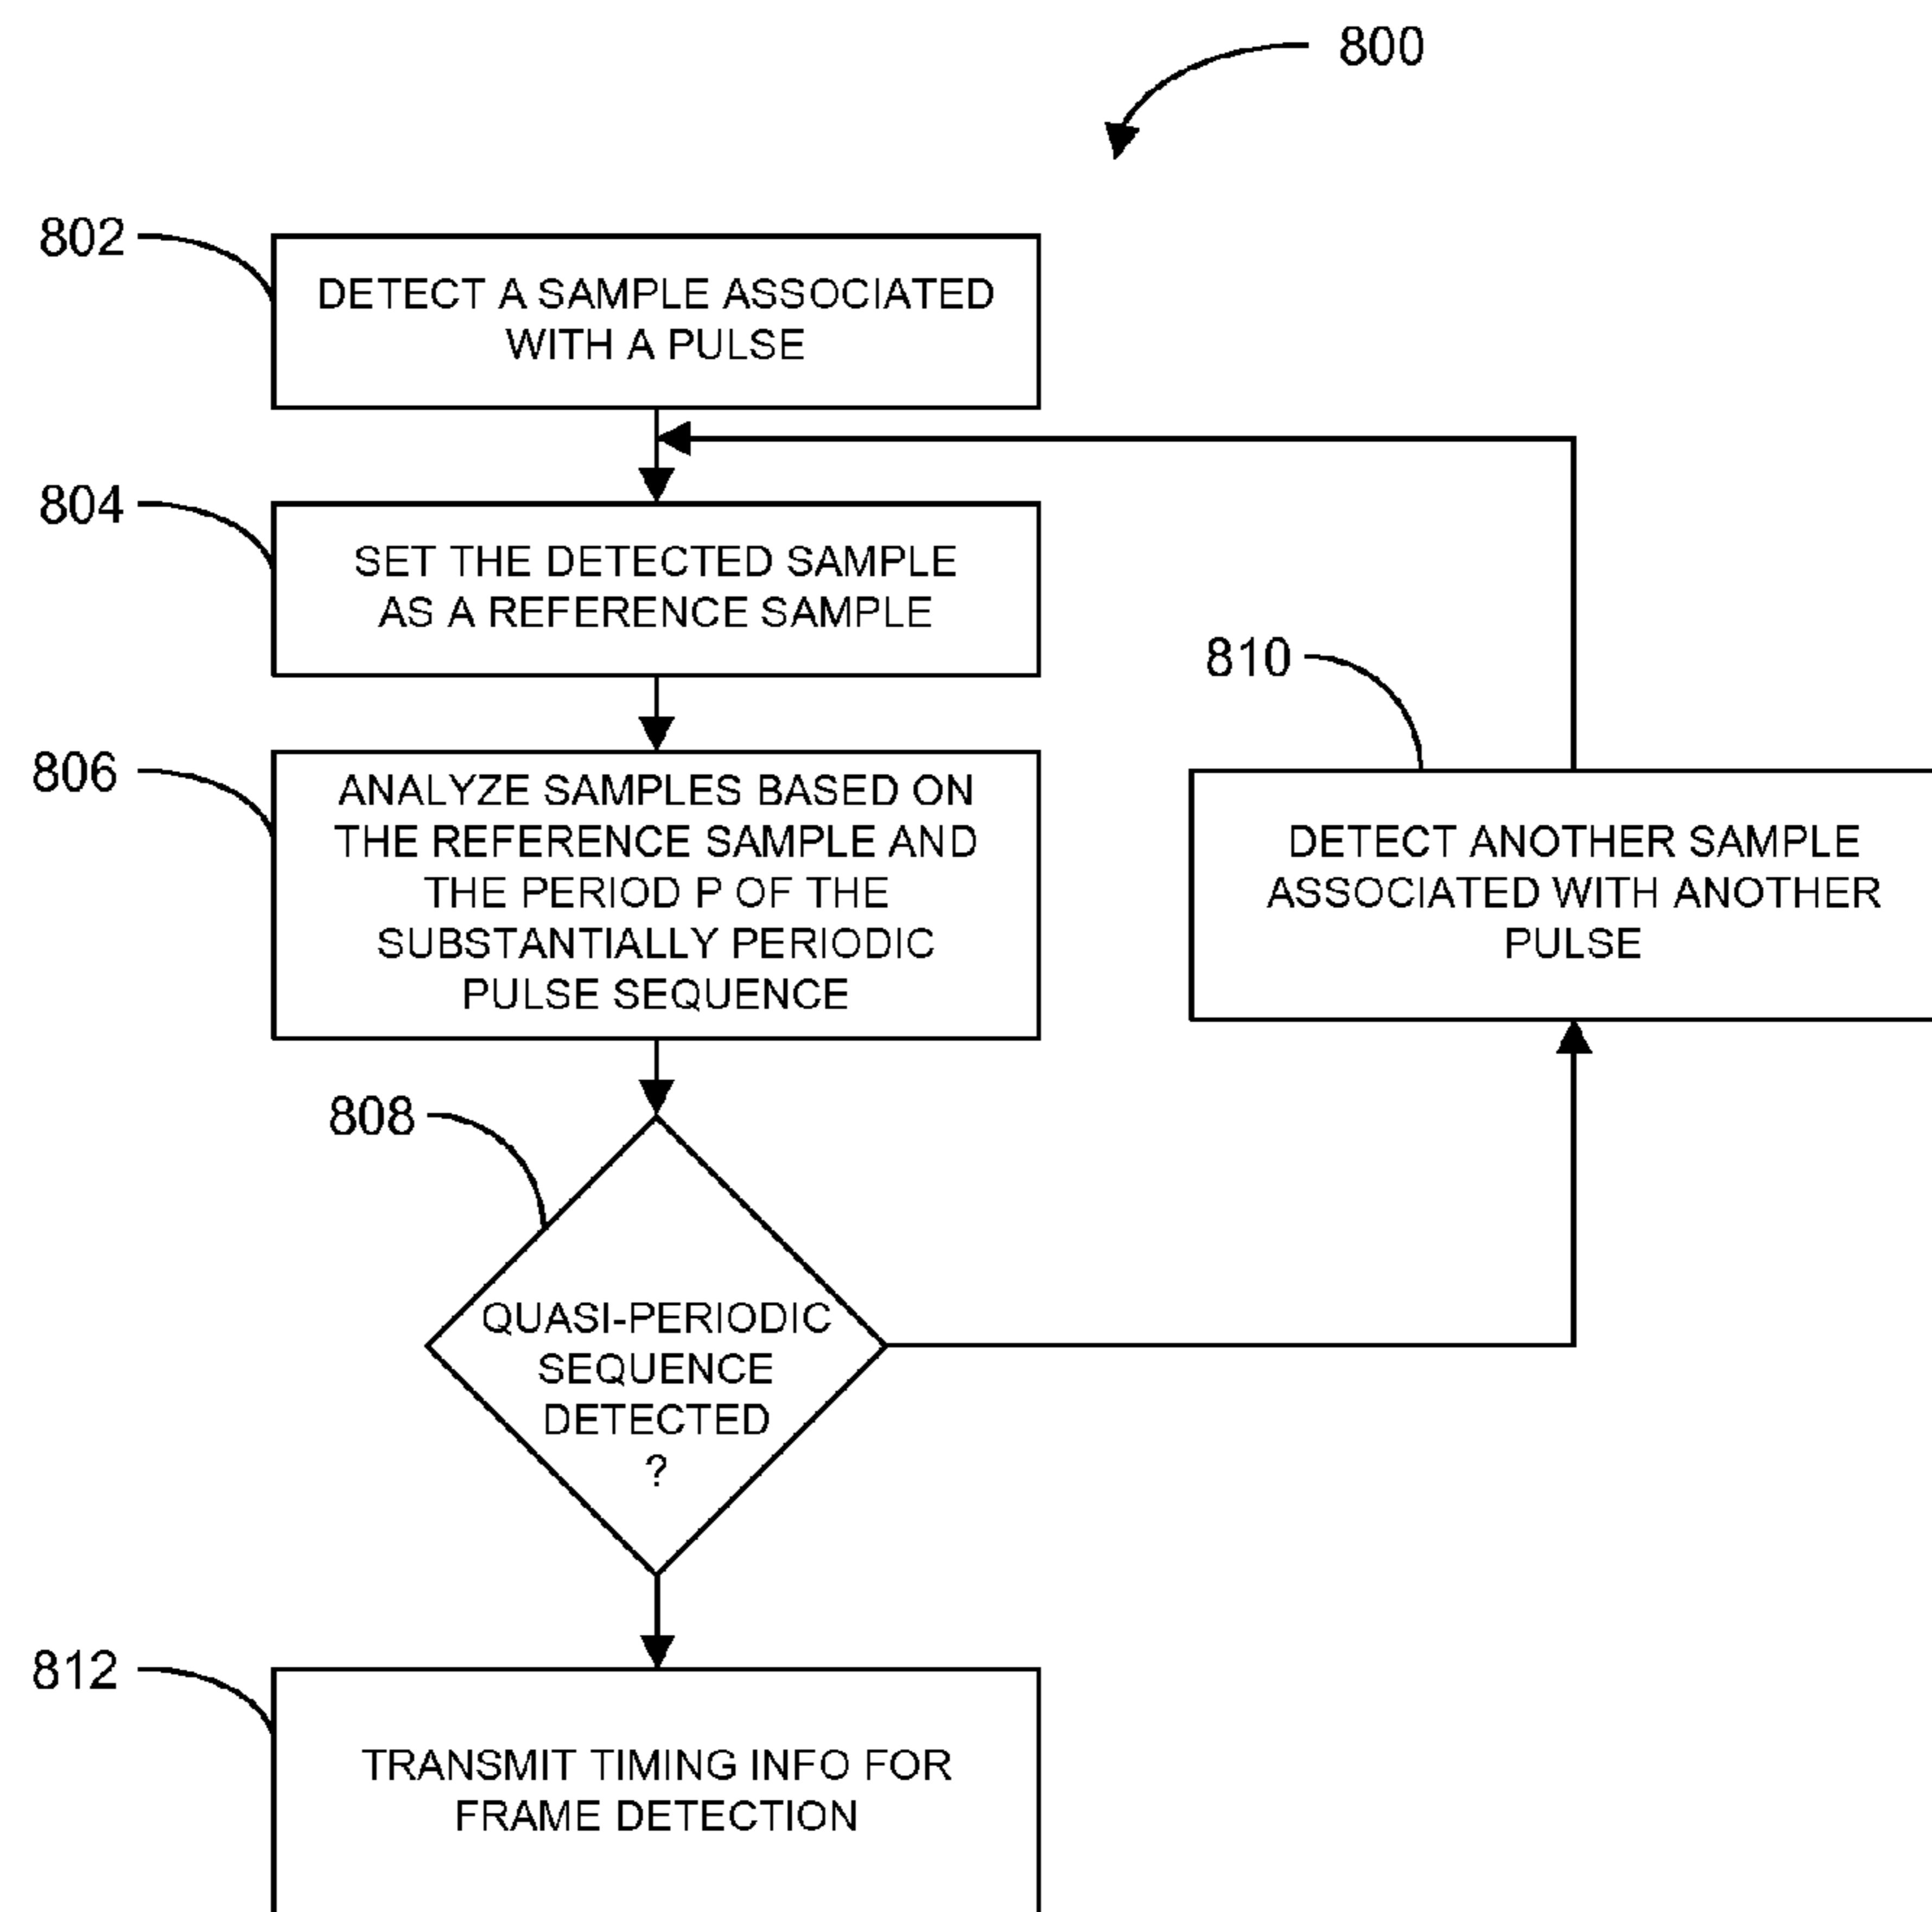 800
802
DETECT A SAMPLE ASSOCIATED
WITH A PULSE
804
SET THE DETECTED SAMPLE
AS A REFERENCE SAMPLE
806
ANALYZE SAMPLES BASED ON
THE REFERENCE SAMPLE AND
THE PERIOD P OF THE
SUBSTANTIALLY PERIODIC
PULSE SEQUENCE
810
DETECT ANOTHER SAMPLE
ASSOCIATED WITH ANOTHER
PULSE
808
QUASI-PERIODIC
SEQUENCE
DETECTED
?
812
TRANSMIT TIMING INFO FOR
FRAME DETECTION